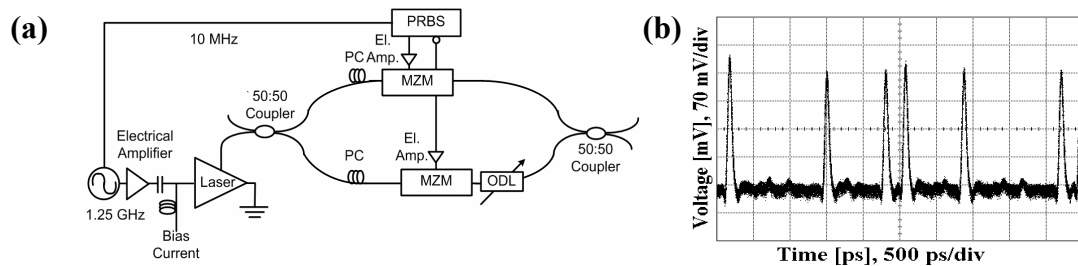 (a)
PRBS
10 MHz
El.
PC Amp.
MZM
50:50
Coupler
Electrical
Amplifier
El.
Amp.
PC
50:50
Coupler
Laser
MZM
ODL
1.25 GHz
Bias
Current
(b)
Voltage [mV], 70 mV/div
Time [ps], 500 ps/div